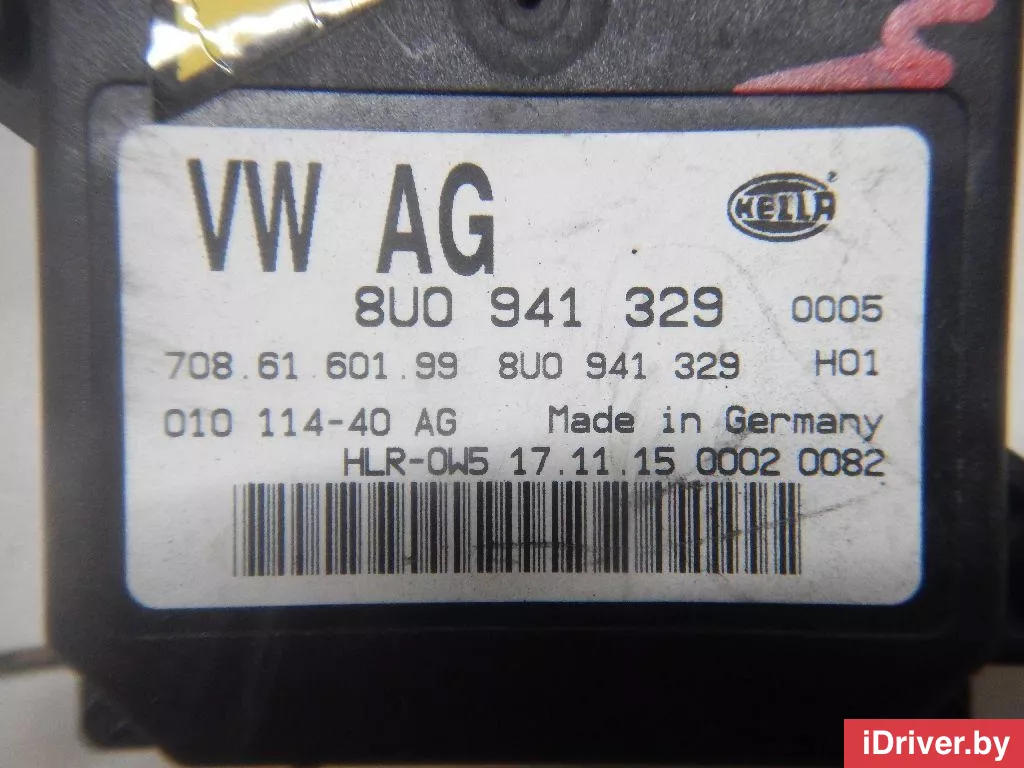 VW AG
HELLA ®
8U0 941 329 0005
708.61 601.99 8U0 941 329 H01
010 114-40 AG Made in Germany
HLR-0W5 17.11.15 0002 0082
iDriver.by